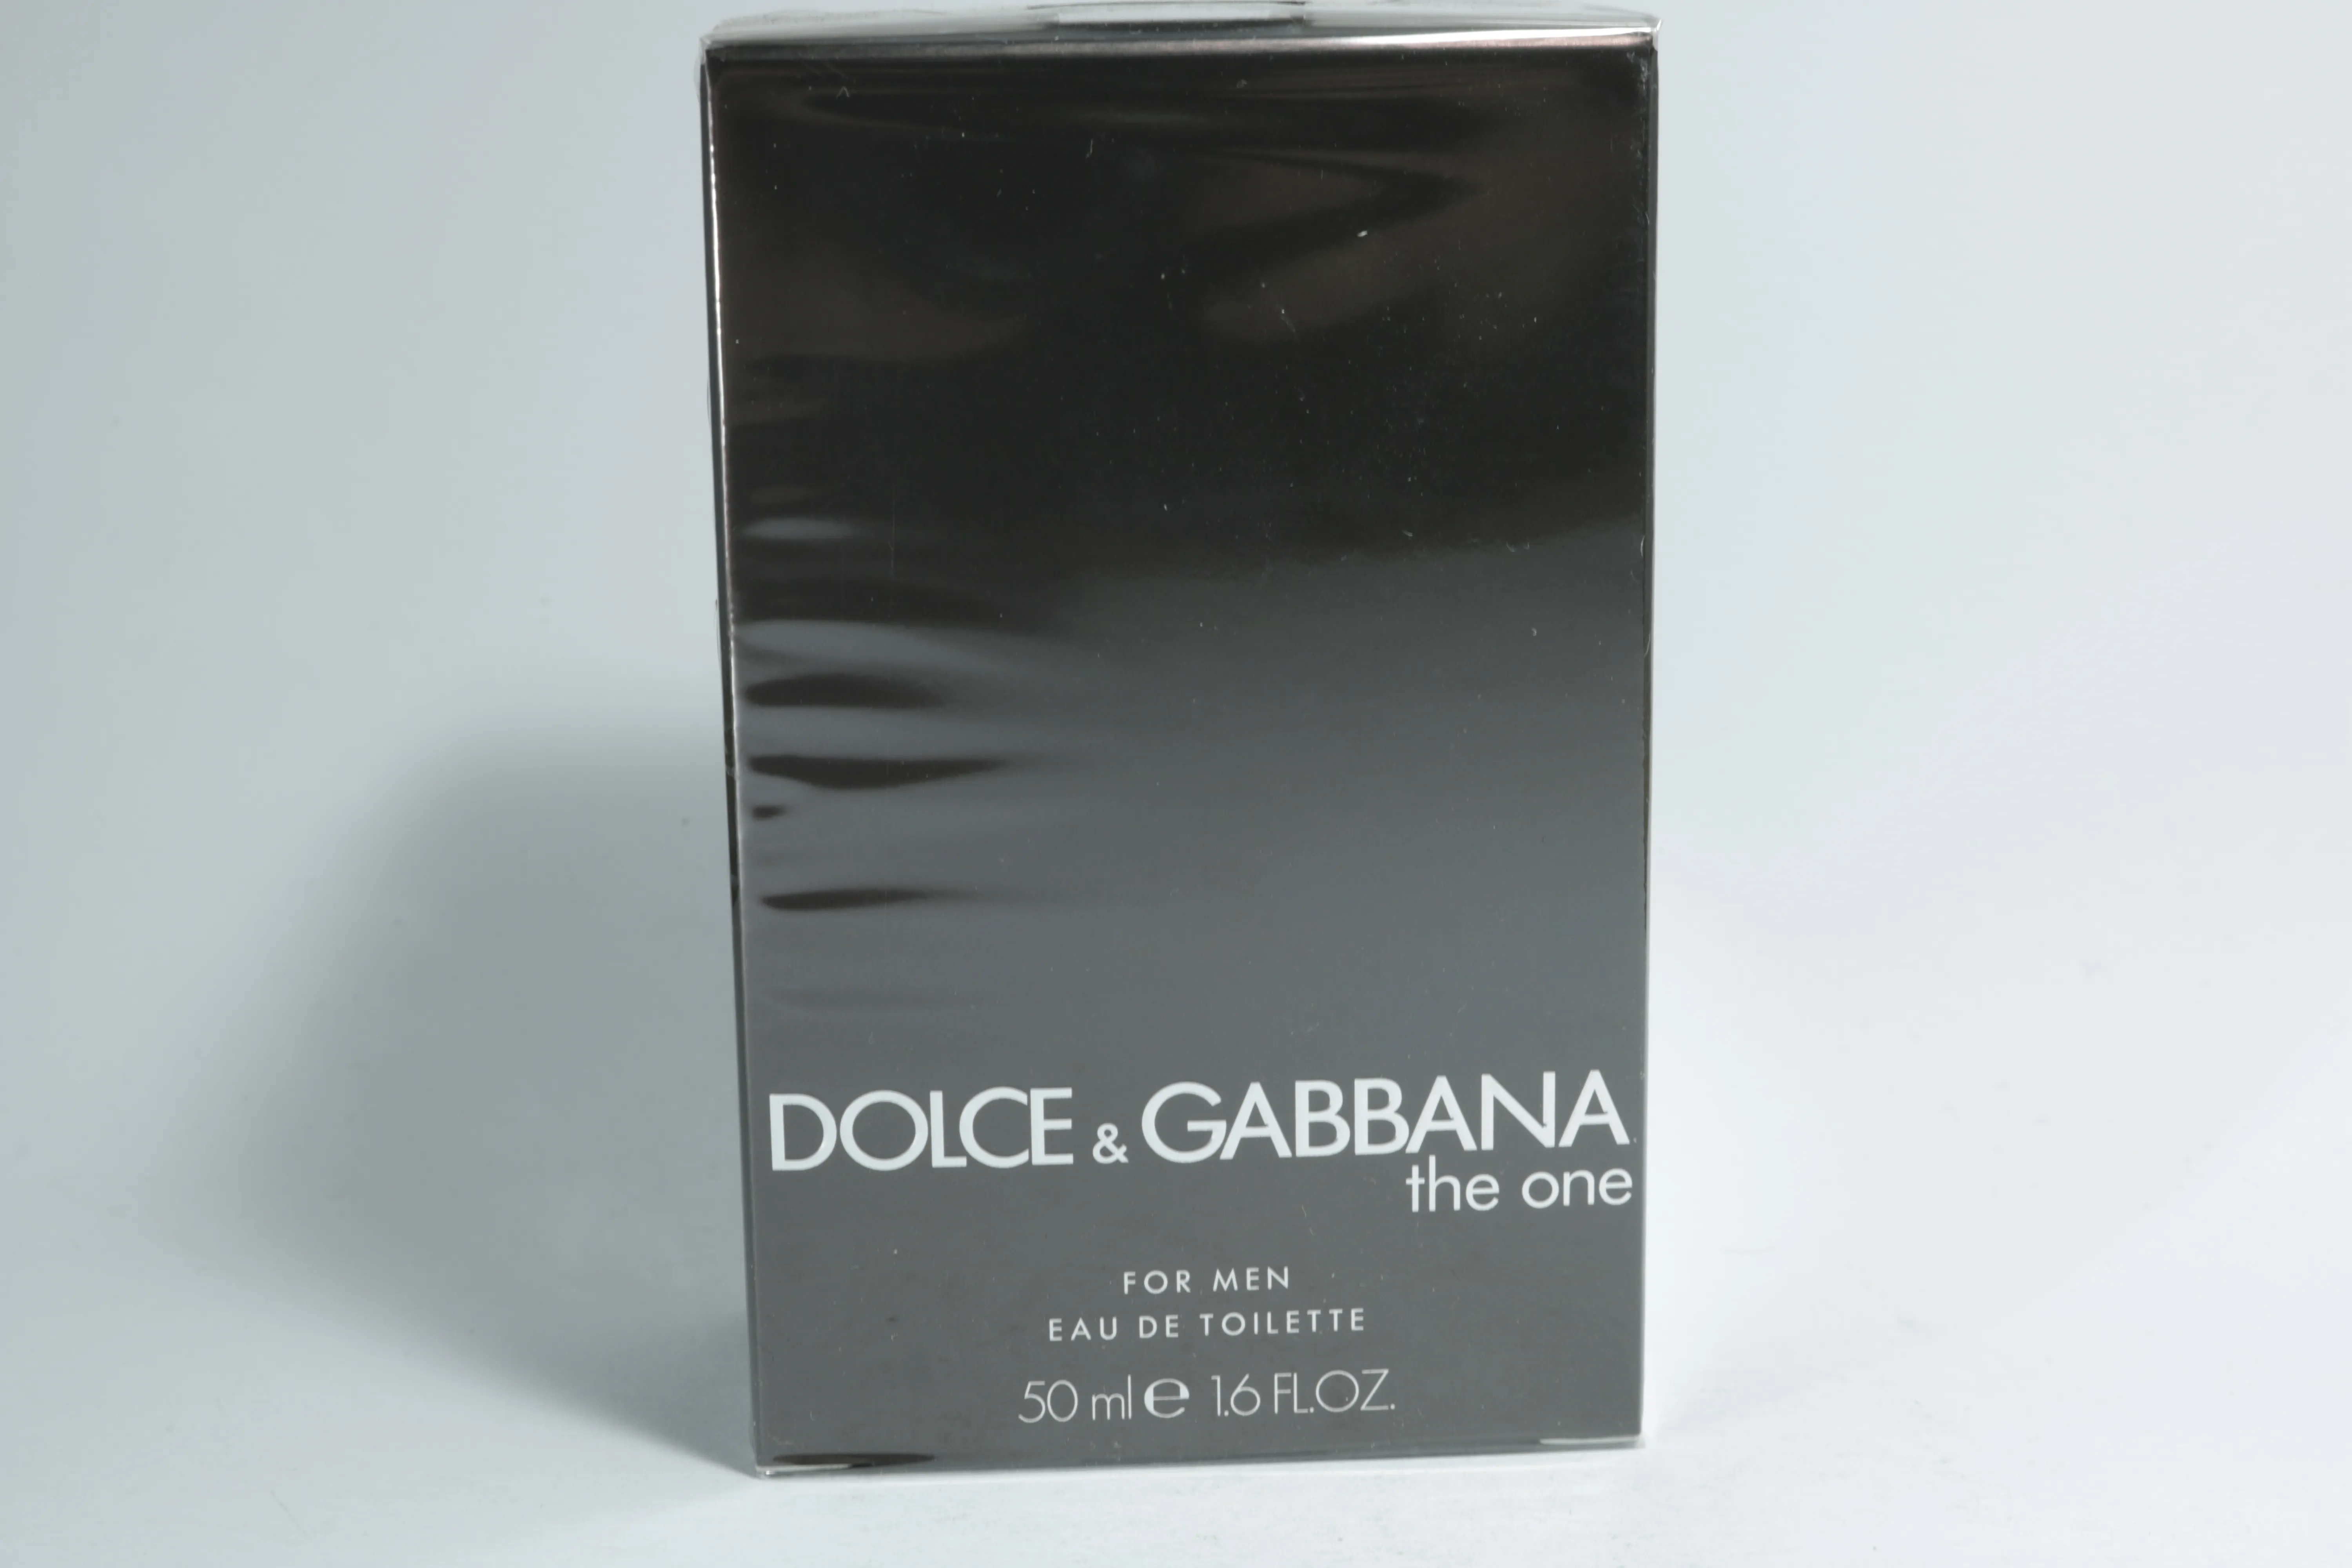 DOLCE & GABBANA
the one
FOR MEN
EAU DE TOILETTE
50 ml e 1.6 FL.OZ.